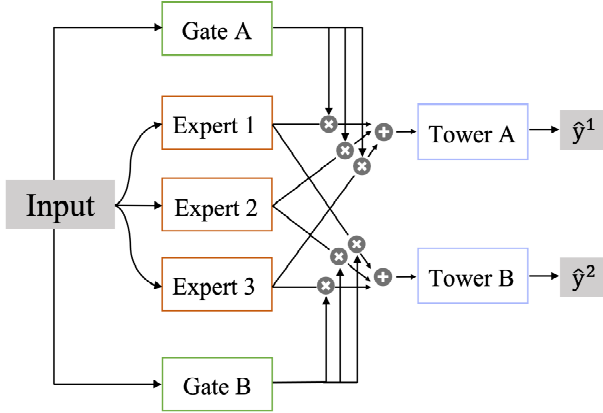 Gate A
Expert 1
Tower A
ŷ¹
Input
Expert 2
Expert 3
Tower B
ŷ²
Gate B